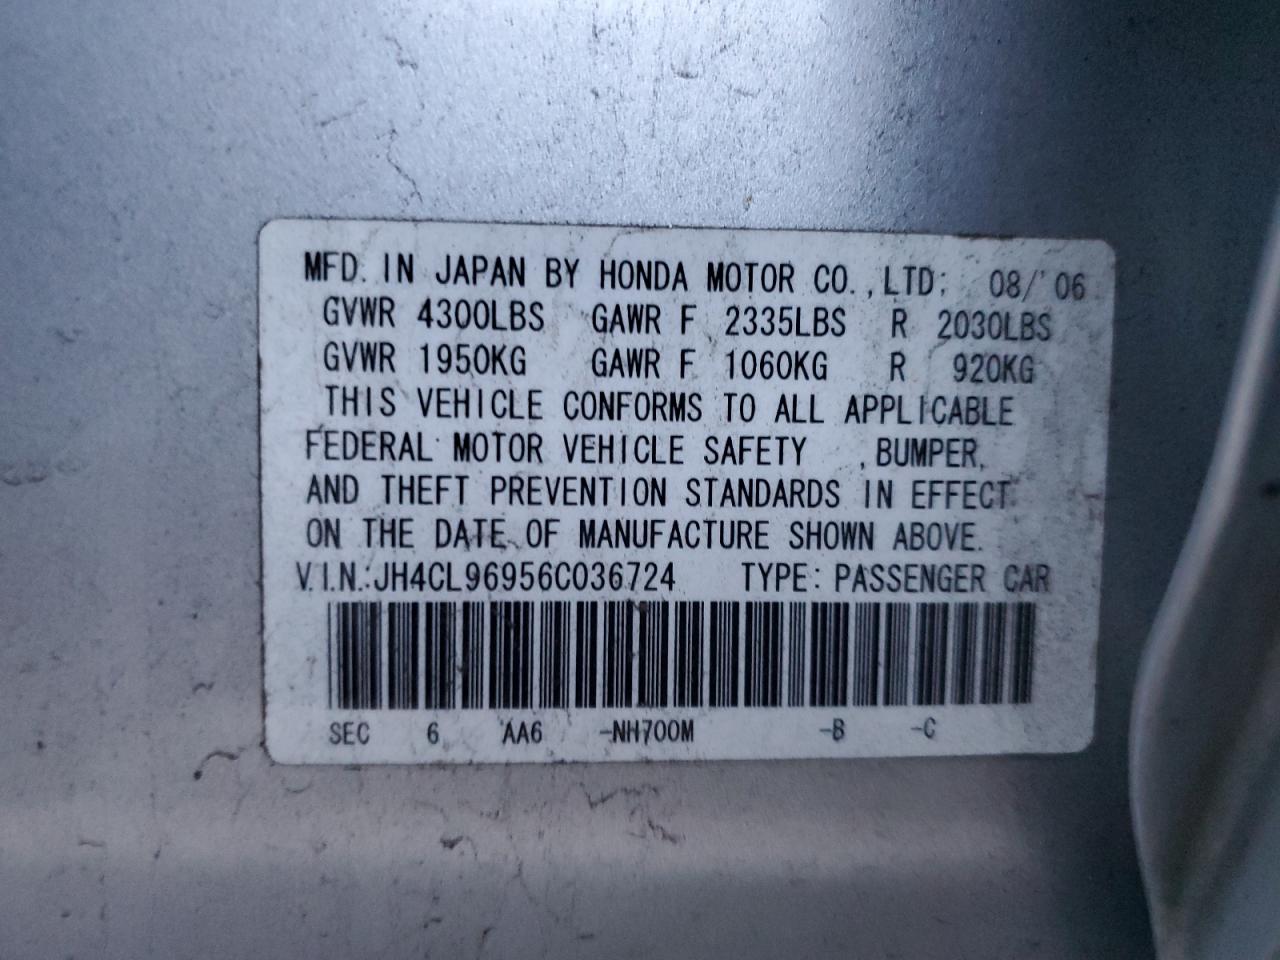 MFD. IN JAPAN BY HONDA MOTOR CO.,LTD; 08/'06
GVWR 4300LBS GAWR F 2335LBS R 2030LBS
GVWR 1950KG GAWR F 1060KG R 920KG
THIS VEHICLE CONFORMS TO ALL APPLICABLE
FEDERAL MOTOR VEHICLE SAFETY , BUMPER,
AND THEFT PREVENTION STANDARDS IN EFFECT
ON THE DATE OF MANUFACTURE SHOWN ABOVE.
V.I.N.:JH4CL96956C036724 TYPE: PASSENGER CAR
SEC 6 AA6 -NH700M -B -C